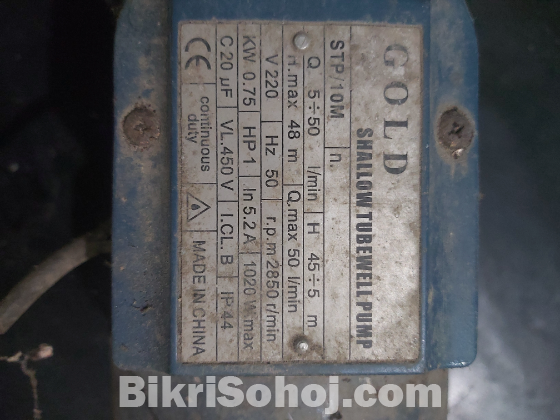 GOLD
SHALLOW TUBEWELL PUMP
STP/10M n.
Q 5÷50 l/min H 45÷5 m
H.max 48 m Q.max 50 l/min
V 220 Hz 50 r.p.m 2850 r/min
KW 0.75 HP 1 In 5.2 A 1020 W max
C 20 µF VL. 450 V I.CL. B IP 44
CE continuous duty MADE IN CHINA
BikriSohoj.com